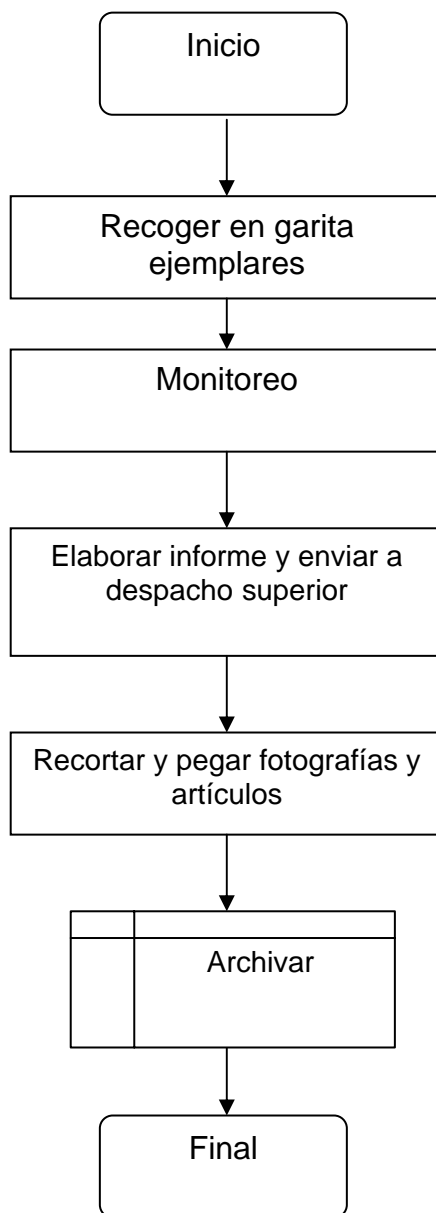 Inicio
Recoger en garita
ejemplares
Monitoreo
Elaborar informe y enviar a
despacho superior
Recortar y pegar fotografías y
artículos
Archivar
Final